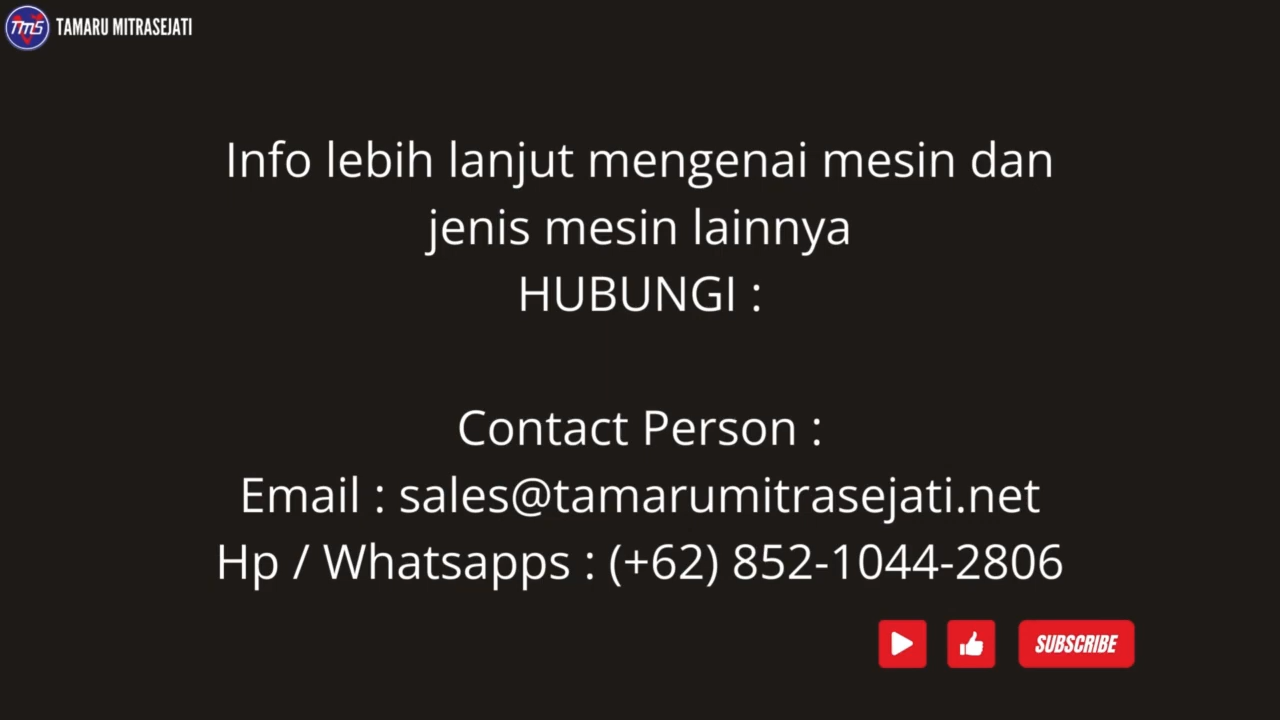 TMS TAMARU MITRASEJATI
Info lebih lanjut mengenai mesin dan
jenis mesin lainnya
HUBUNGI :
Contact Person :
Email : sales@tamarumitrasejati.net
Hp / Whatsapps : (+62) 852-1044-2806
SUBSCRIBE